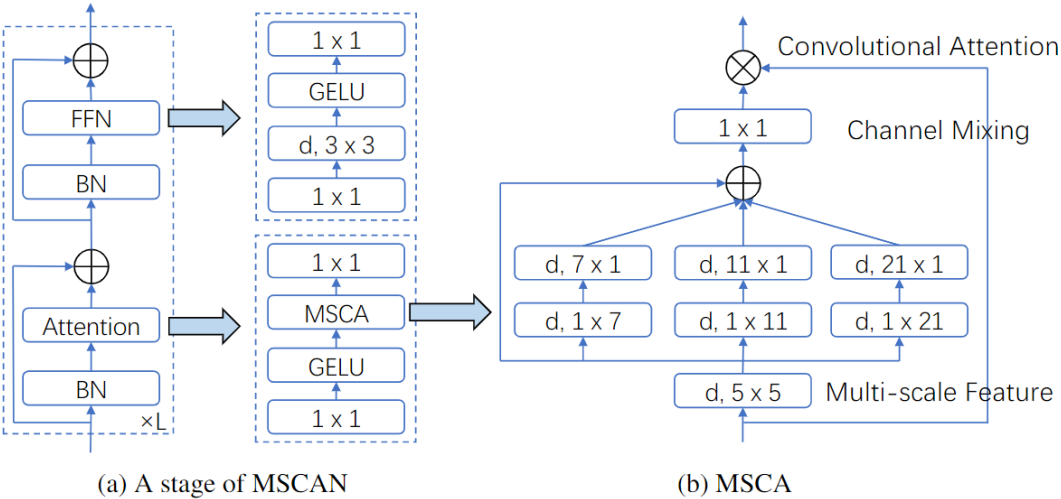 FFN
BN
Attention
BN
×L
1 x 1
GELU
d, 3 x 3
1 x 1
1 x 1
MSCA
GELU
1 x 1
(a) A stage of MSCAN
Convolutional Attention
1 x 1
Channel Mixing
d, 7 x 1
d, 11 x 1
d, 21 x 1
d, 1 x 7
d, 1 x 11
d, 1 x 21
d, 5 x 5
Multi-scale Feature
(b) MSCA